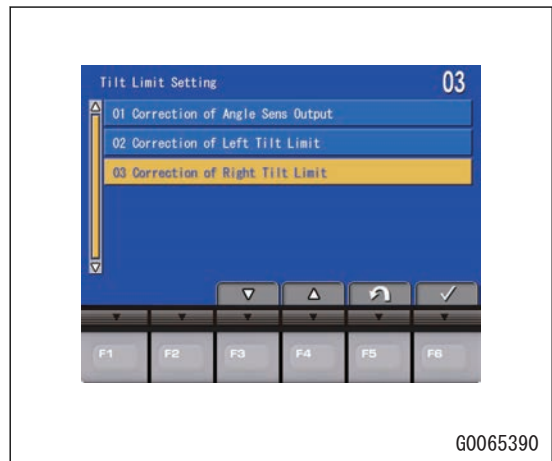 Tilt Limit Setting 03
01 Correction of Angle Sens Output
02 Correction of Left Tilt Limit
03 Correction of Right Tilt Limit
F1 F2 F3 F4 F5 F6
G0065390